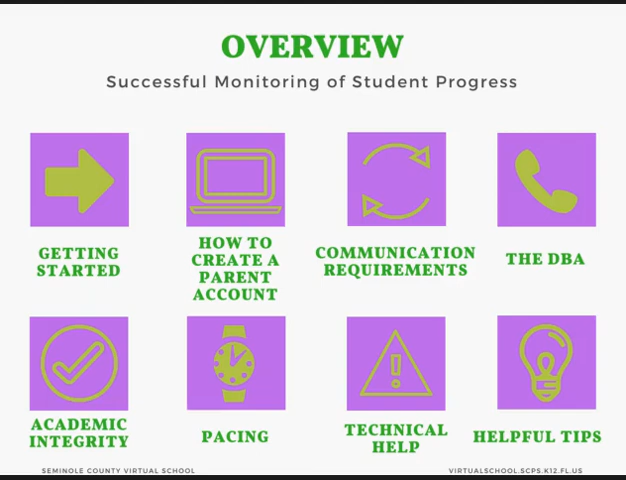 OVERVIEW
Successful Monitoring of Student Progress
GETTING
STARTED
HOW TO
CREATE A
PARENT
ACCOUNT
COMMUNICATION
REQUIREMENTS
THE DBA
ACADEMIC
INTEGRITY
PACING
TECHNICAL
HELP
HELPFUL TIPS
SEMINOLE COUNTY VIRTUAL SCHOOL
VIRTUALSCHOOL.SCPS.K12.FL.US